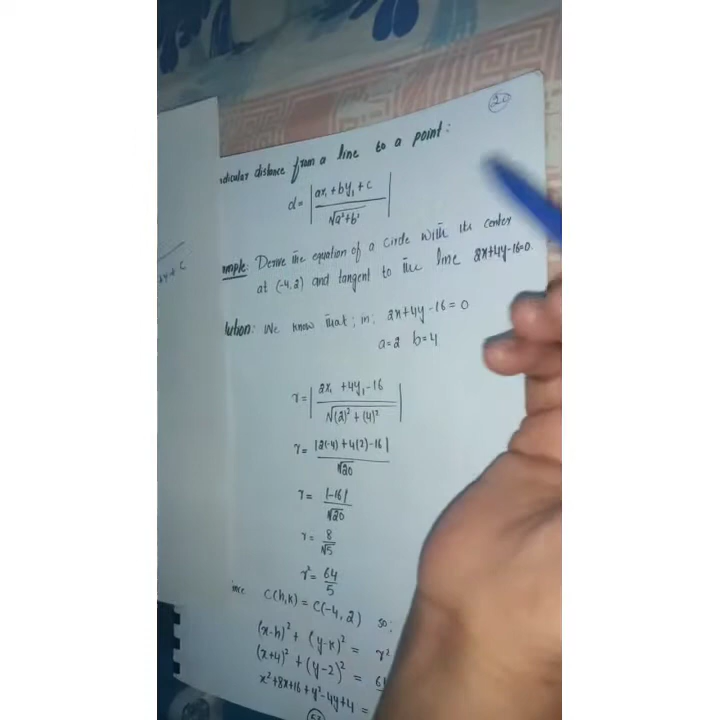 20
dicular distance from a line to a point:
d = | ax₁ + by₁ + c / √a²+b² |
mple: Derive the equation of a circle with its center
at (-4,2) and tangent to the line 2x+4y-16=0.
lution: We know that; in; 2x+4y-16=0
a=2 b=4
r = | 2x₁ +4y₁-16 / √(2)²+(4)² |
r = |2(-4)+4(2)-16| / √20
r = |-16| / √20
r = 8/√5
r² = 64/5
ince C(h,k) = C(-4,2) so;
(x-h)² + (y-k)² = r²
(x+4)² + (y-2)² = 6
x²+8x+16+y²-4y+4 =